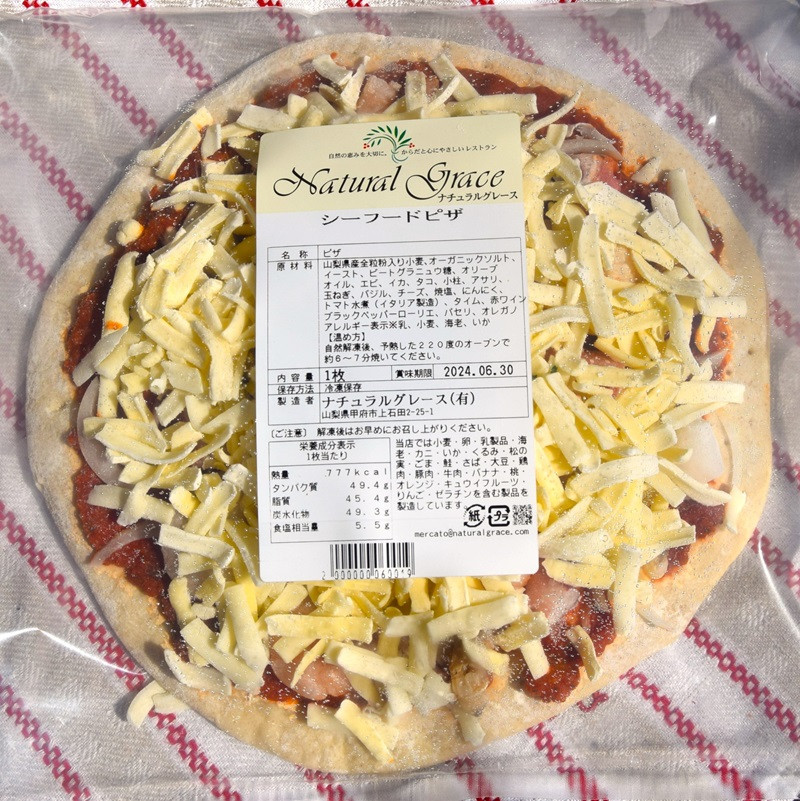 自然の恵みを大切に。からだと心にやさしいレストラン
Natural Grace
ナチュラルグレース
シーフードピザ
名 称 ピザ
原材料 山梨県産全粒粉入り小麦、オーガニックソルト、
イースト、ビートグラニュウ糖、オリーブ
オイル、エビ、イカ、タコ、小柱、アサリ、
玉ねぎ、バジル、チーズ、焼塩、にんにく、
トマト水煮(イタリア製造)、タイム、赤ワイン
ブラックペッパーローリエ、パセリ、オレガノ
アレルギー表示※乳、小麦、海老、いか
【温め方】
自然解凍後、予熱した220度のオーブンで
約6~7分焼いてください。
内容量 1枚 賞味期限 2024.06.30
保存方法 冷凍保存
製造者 ナチュラルグレース(有)
山梨県甲府市上石田2-25-1
(ご注意) 解凍後はお早めにお召し上がりください。
栄養成分表示
1枚当たり
熱量 777kcal
タンパク質 49.4g
脂質 45.4g
炭水化物 49.3g
食塩相当量 5.5g
当店では小麦・卵・乳製品・海
老・カニ・いか・くるみ・松の
実・ごま・鮭・さば・大豆・鶏
肉・豚肉・牛肉・バナナ・桃・
オレンジ・キュウイフルーツ・
りんご・ゼラチンを含む製品を
製造しています。
紙 プラ
mercato@naturalgrace.com
2 000000 060019